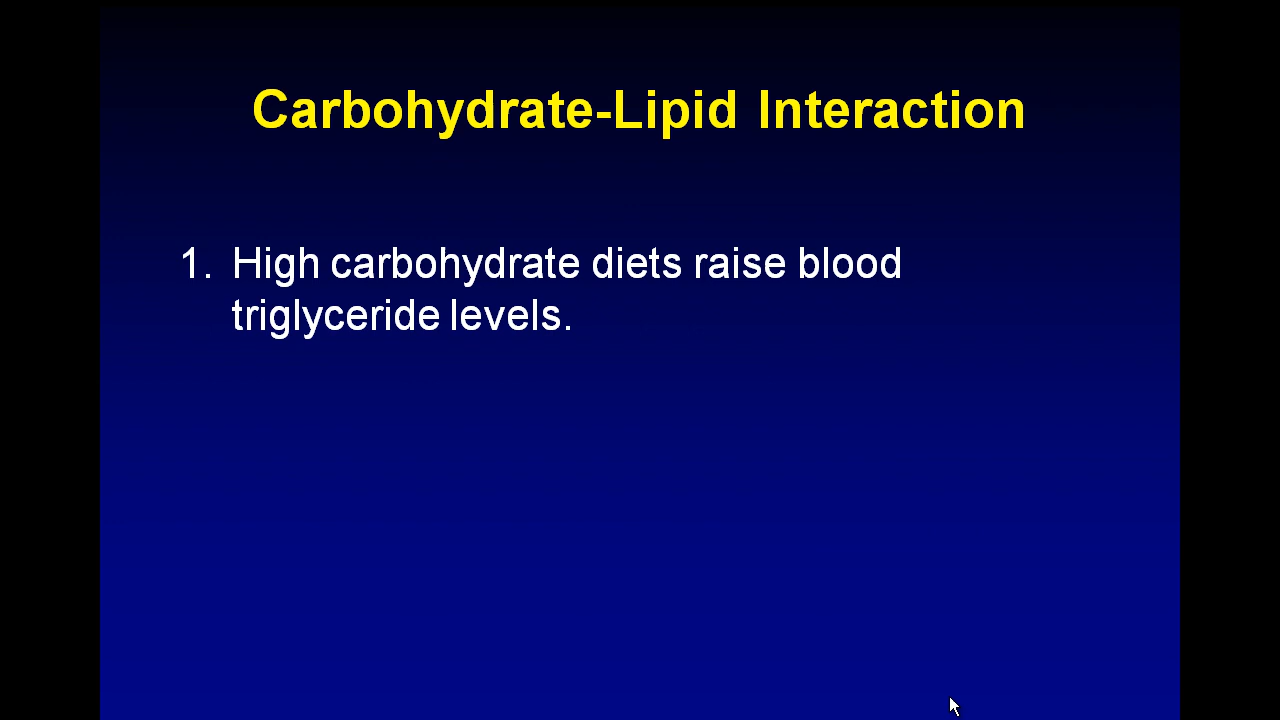 Carbohydrate-Lipid Interaction
1. High carbohydrate diets raise blood
triglyceride levels.